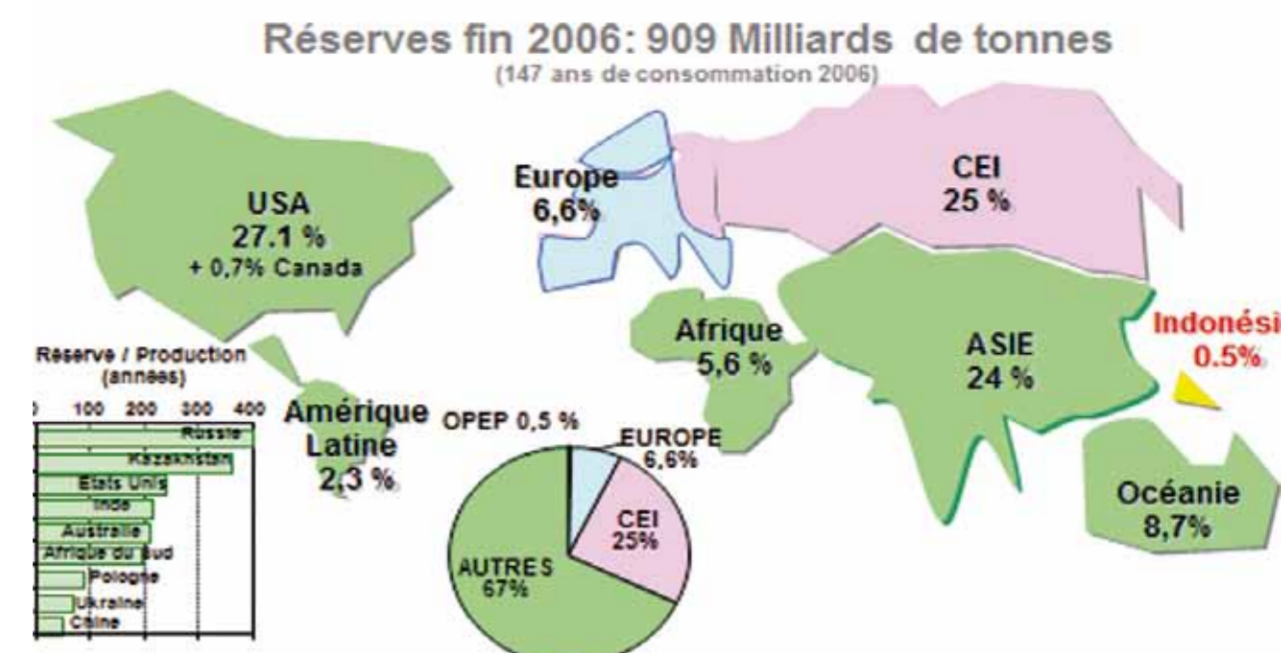 Réserves fin 2006: 909 Milliards de tonnes
(147 ans de consommation 2006)
USA
27.1 %
+ 0,7% Canada
Europe
6,6%
CEI
25 %
Afrique
5,6 %
ASIE
24 %
Indonési
0.5%
Océanie
8,7%
Amérique
Latine
2,3 %
Réserve / Production
(années)
0 100 200 300 400
Russie
Kazakhstan
Etats Unis
Inde
Australie
Afrique du Sud
Pologne
Ukraine
Chine
OPEP 0,5 %
EUROPE
6,6%
CEI
25%
AUTRES
67%